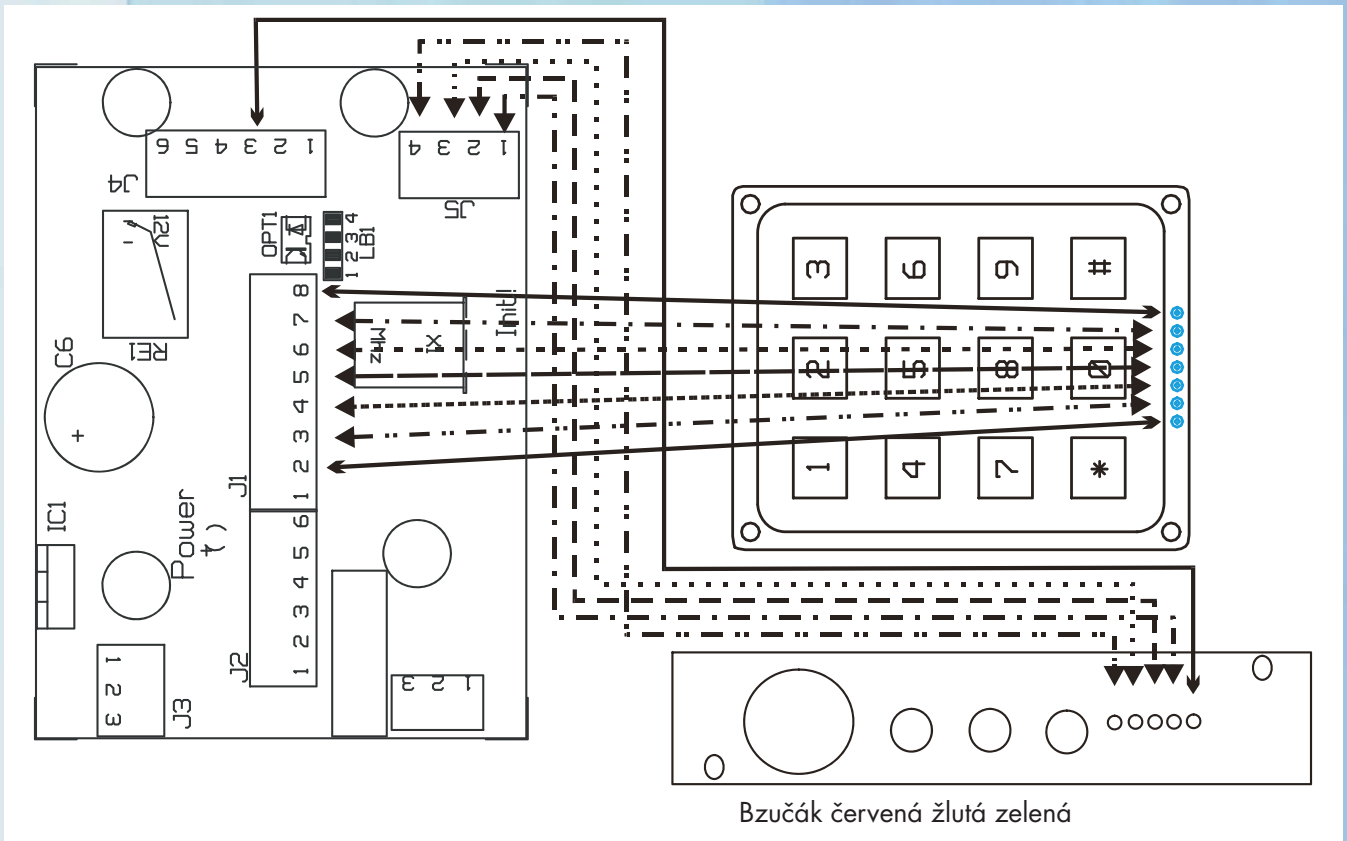 6 5 4 3 2 1
J4
4 3 2 1
J5
12V
RE1
OPT1
1 2 3 4
LB1
C6
+
8
7
6
5
4
3
2
1
J1
MHz
X1
Init!
IC1
Power
6
5
4
3
2
1
J2
1
2
3
J3
3 2 1
3 6 9 #
2 5 8 0
1 4 7 *
Bzučák červená žlutá zelená